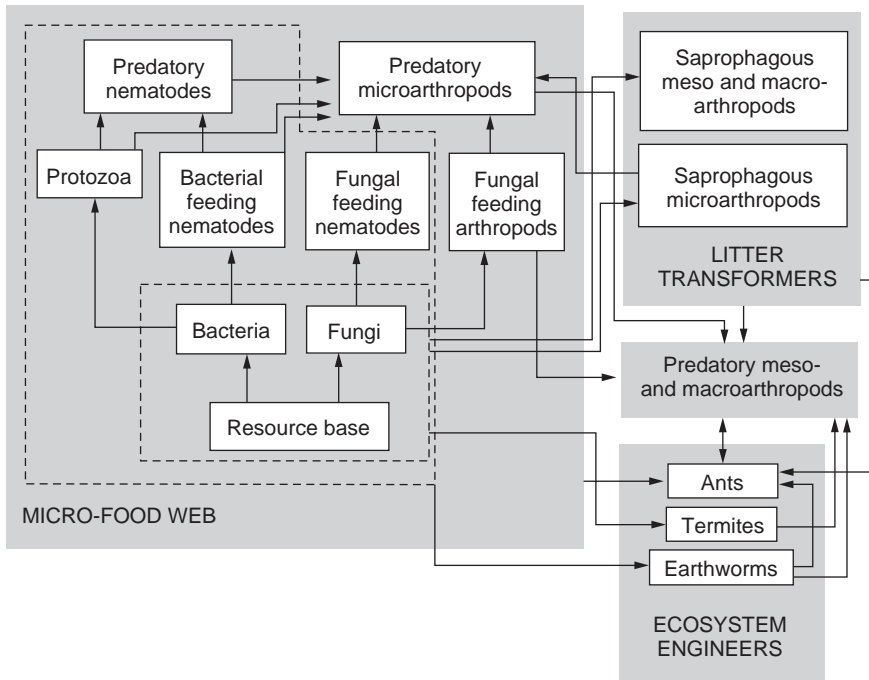 Predatory
nematodes
Predatory
microarthropods
Saprophagous
meso and macro-
arthropods
Protozoa
Bacterial
feeding
nematodes
Fungal
feeding
nematodes
Fungal
feeding
arthropods
Saprophagous
microarthropods
LITTER
TRANSFORMERS
Bacteria
Fungi
Predatory meso-
and macroarthropods
Resource base
Ants
MICRO-FOOD WEB
Termites
Earthworms
ECOSYSTEM
ENGINEERS